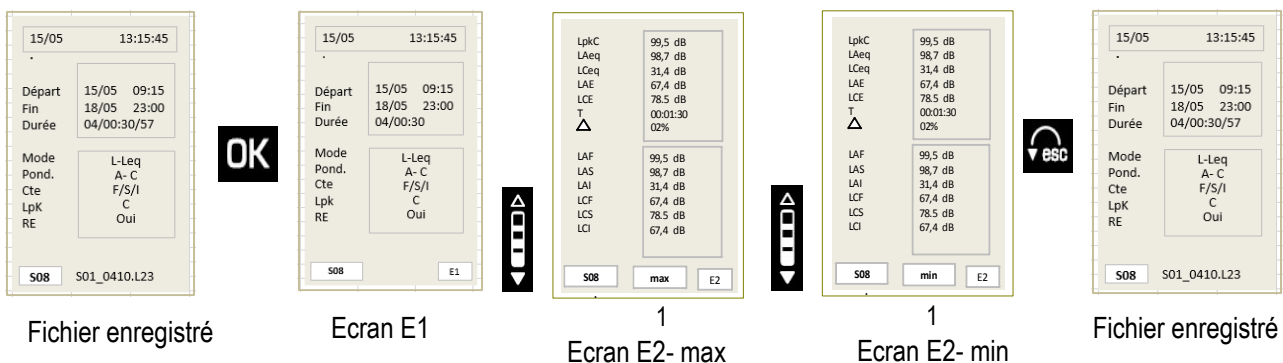 15/05 13:15:45
.
Départ 15/05 09:15
Fin 18/05 23:00
Durée 04/00:30/57
Mode L-Leq
Pond. A- C
Cte F/S/I
LpK C
RE Oui
S08 S01_0410.L23
Fichier enregistré
OK
15/05 13:15:45
.
Départ 15/05 09:15
Fin 18/05 23:00
Durée 04/00:30
Mode L-Leq
Pond. A- C
Cte F/S/I
Lpk C
RE Oui
S08 E1
Ecran E1
LpkC 99,5 dB
LAeq 98,7 dB
LCeq 31,4 dB
LAE 67,4 dB
LCE 78.5 dB
T 00:01:30
△ 02%
LAF 99,5 dB
LAS 98,7 dB
LAI 31,4 dB
LCF 67,4 dB
LCS 78.5 dB
LCI 67,4 dB
S08 max E2
.
1
Ecran E2- max
LpkC 99,5 dB
LAeq 98,7 dB
LCeq 31,4 dB
LAE 67,4 dB
LCE 78.5 dB
T 00:01:30
△ 02%
LAF 99,5 dB
LAS 98,7 dB
LAI 31,4 dB
LCF 67,4 dB
LCS 78.5 dB
LCI 67,4 dB
S08 min E2
.
1
Ecran E2- min
esc
15/05 13:15:45
.
Départ 15/05 09:15
Fin 18/05 23:00
Durée 04/00:30/57
Mode L-Leq
Pond. A- C
Cte F/S/I
LpK C
RE Oui
S08 S01_0410.L23
Fichier enregistré